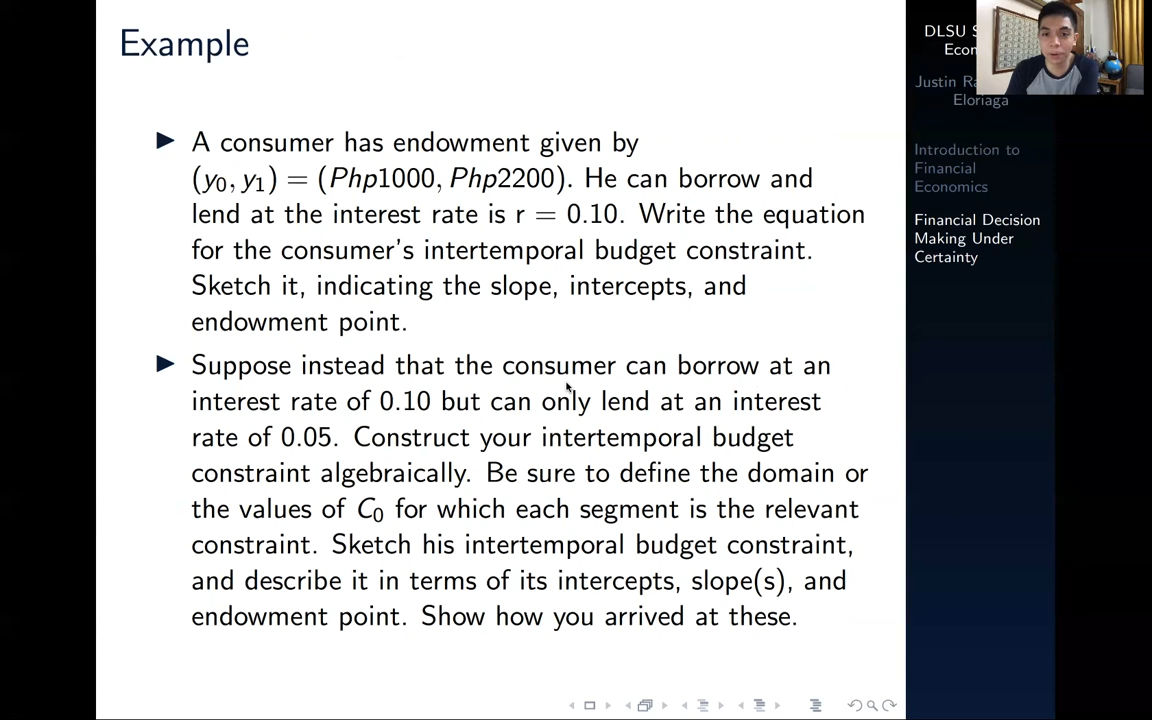 Example
A consumer has endowment given by
(y0, y1) = (Php1000, Php2200). He can borrow and
lend at the interest rate is r = 0.10. Write the equation
for the consumer's intertemporal budget constraint.
Sketch it, indicating the slope, intercepts, and
endowment point.
Suppose instead that the consumer can borrow at an
interest rate of 0.10 but can only lend at an interest
rate of 0.05. Construct your intertemporal budget
constraint algebraically. Be sure to define the domain or
the values of C0 for which each segment is the relevant
constraint. Sketch his intertemporal budget constraint,
and describe it in terms of its intercepts, slope(s), and
endowment point. Show how you arrived at these.
DLSU
Justin
Eloriaga
Introduction to
Financial
Economics
Financial Decision
Making Under
Certainty